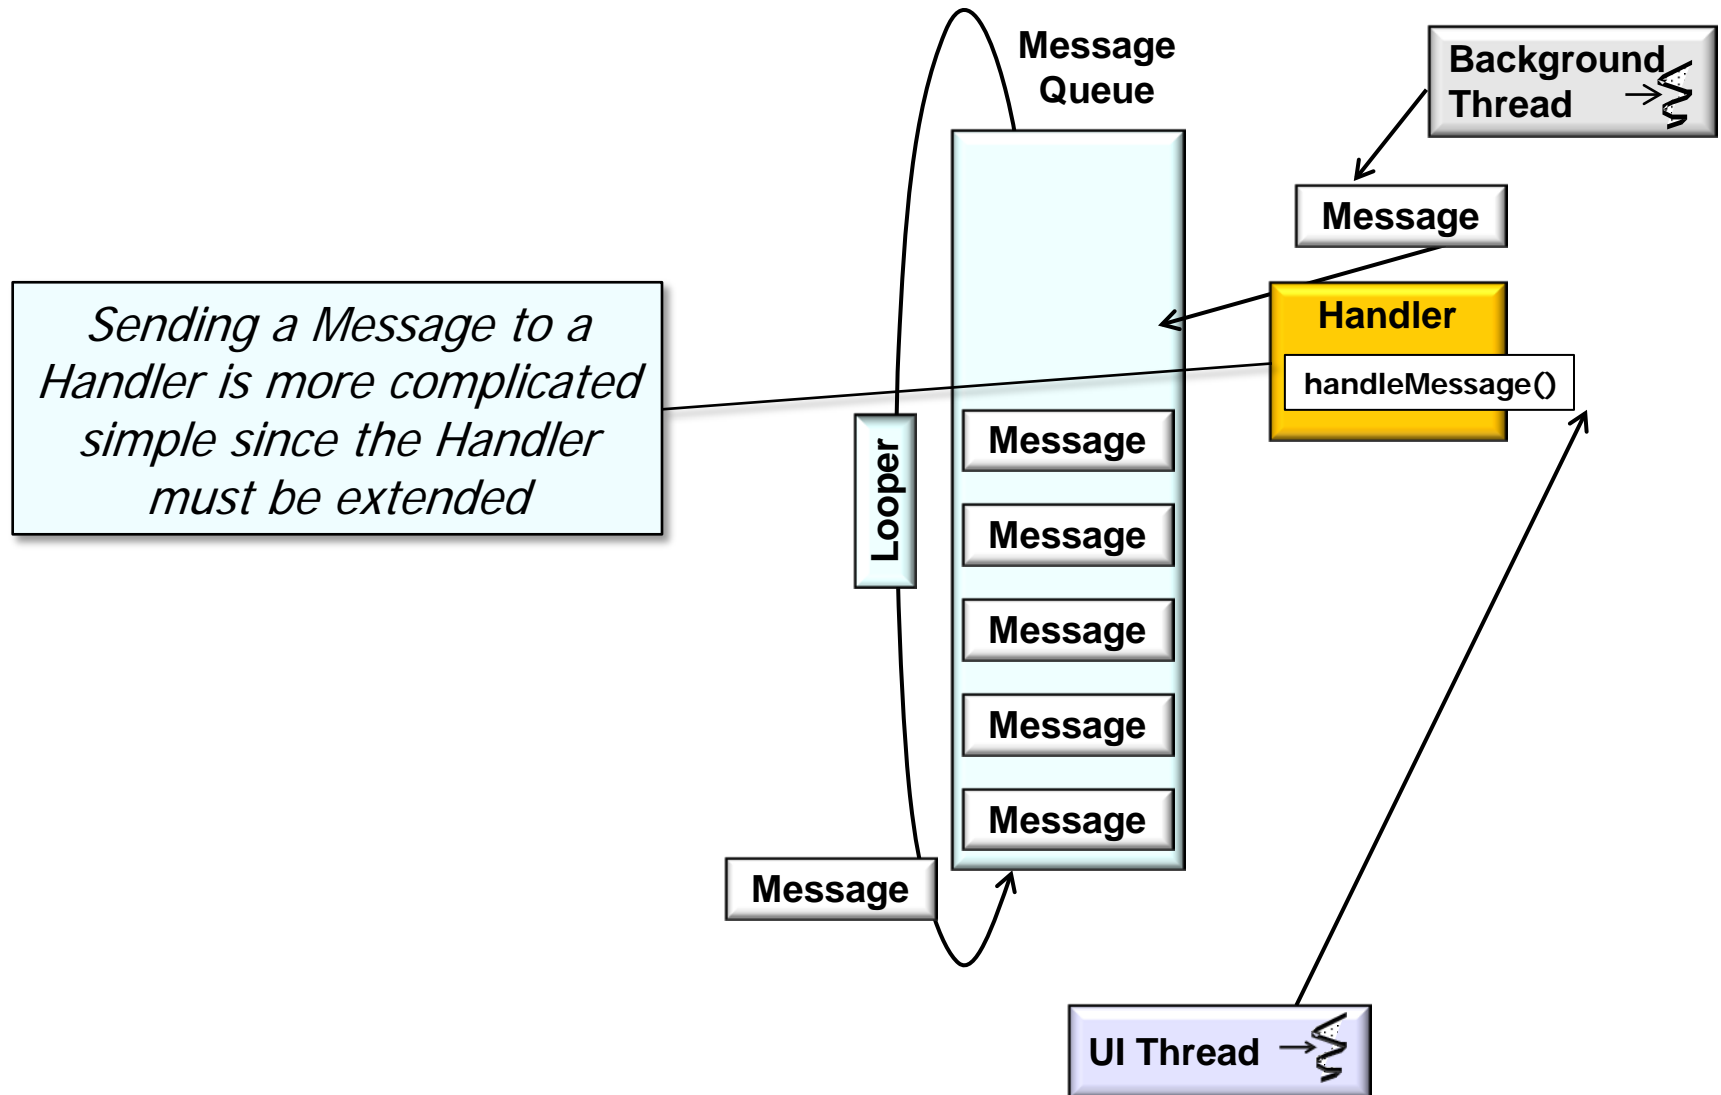 Message
Queue
Background
Thread
Message
Sending a Message to a
Handler is more complicated
simple since the Handler
must be extended
Handler
handleMessage()
Looper
Message
Message
Message
Message
Message
Message
UI Thread